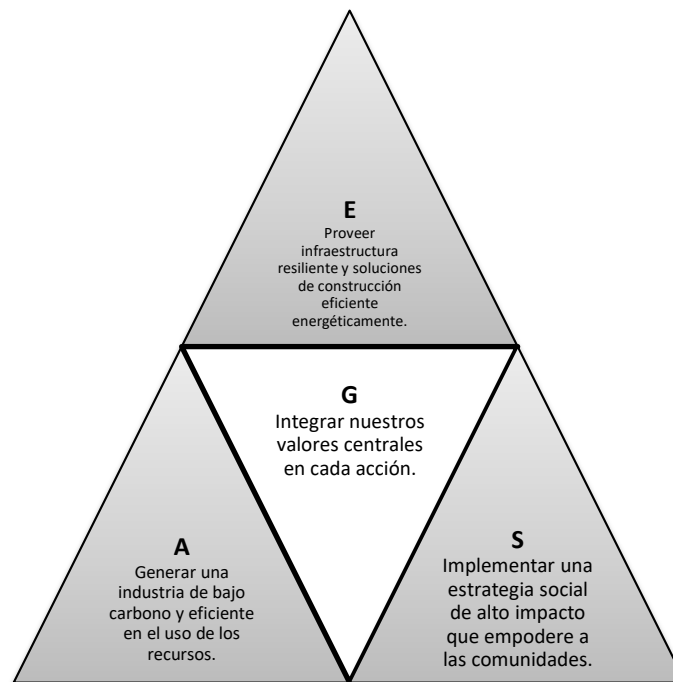 E
Proveer
infraestructura
resiliente y soluciones
de construcción
eficiente
energéticamente.
G
Integrar nuestros
valores centrales
en cada acción.
A
Generar una
industria de bajo
carbono y eficiente
en el uso de los
recursos.
S
Implementar una
estrategia social
de alto impacto
que empodere a
las comunidades.